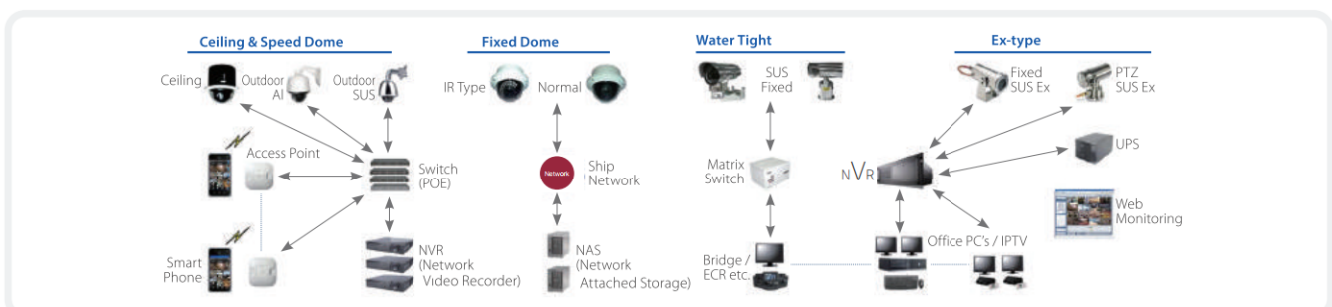 Ceiling & Speed Dome
Fixed Dome
Water Tight
Ex-type
Ceiling
Outdoor
AI
Outdoor
SUS
IR Type
Normal
SUS
Fixed
Fixed
SUS Ex
PTZ
SUS Ex
Access Point
Switch
(POE)
Network
Ship
Network
Matrix
Switch
NVR
UPS
Web
Monitoring
Smart
Phone
NVR
(Network
Video Recorder)
NAS
(Network
Attached Storage)
Bridge /
ECR etc.
Office PC's / IPTV